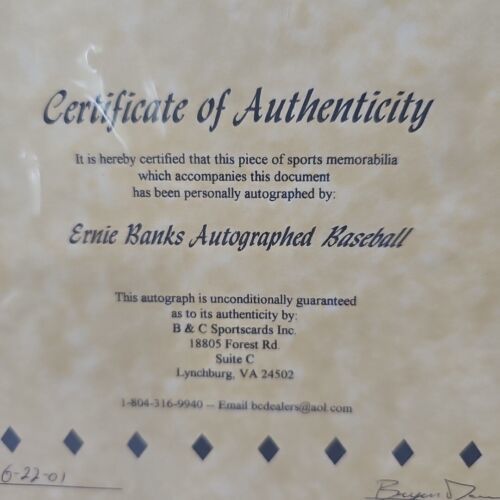 Certificate of Authenticity
It is hereby certified that this piece of sports memorabilia
which accompanies this document
has been personally autographed by:
Ernie Banks Autographed Baseball
This autograph is unconditionally guaranteed
as to its authenticity by:
B & C Sportscards Inc.
18805 Forest Rd.
Suite C
Lynchburg, VA 24502
1-804-316-9940 -- Email bcdealers@aol.com
6-22-01